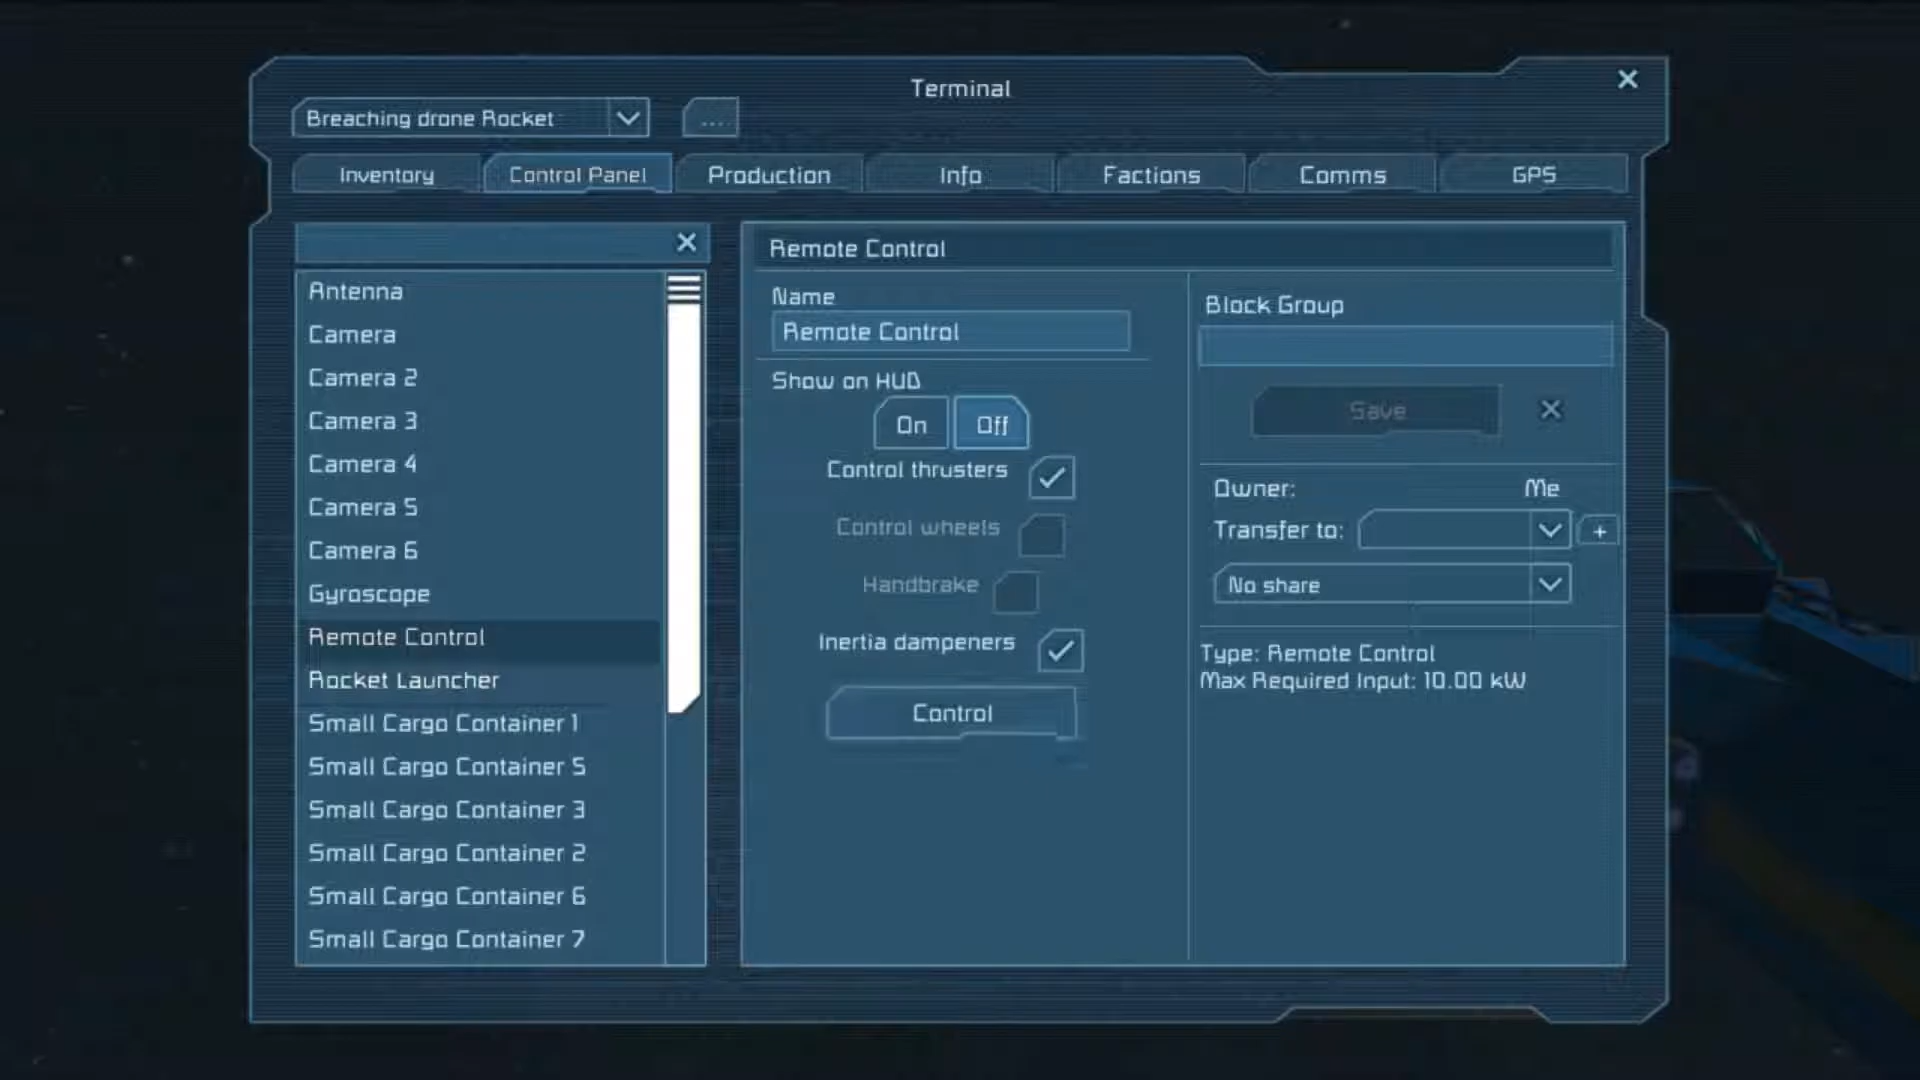 Terminal
Breaching drone Rocket
....
Inventory
Control Panel
Production
Info
Factions
Comms
GPS
Antenna
Camera
Camera 2
Camera 3
Camera 4
Camera 5
Camera 6
Gyroscope
Remote Control
Rocket Launcher
Small Cargo Container 1
Small Cargo Container 5
Small Cargo Container 3
Small Cargo Container 2
Small Cargo Container 6
Small Cargo Container 7
Remote Control
Name
Remote Control
Show on HUD
On
Off
Control thrusters
Control wheels
Handbrake
Inertia dampeners
Control
Block Group
Save
Owner: Me
Transfer to:
+
No share
Type: Remote Control
Max Required Input: 10.00 kW